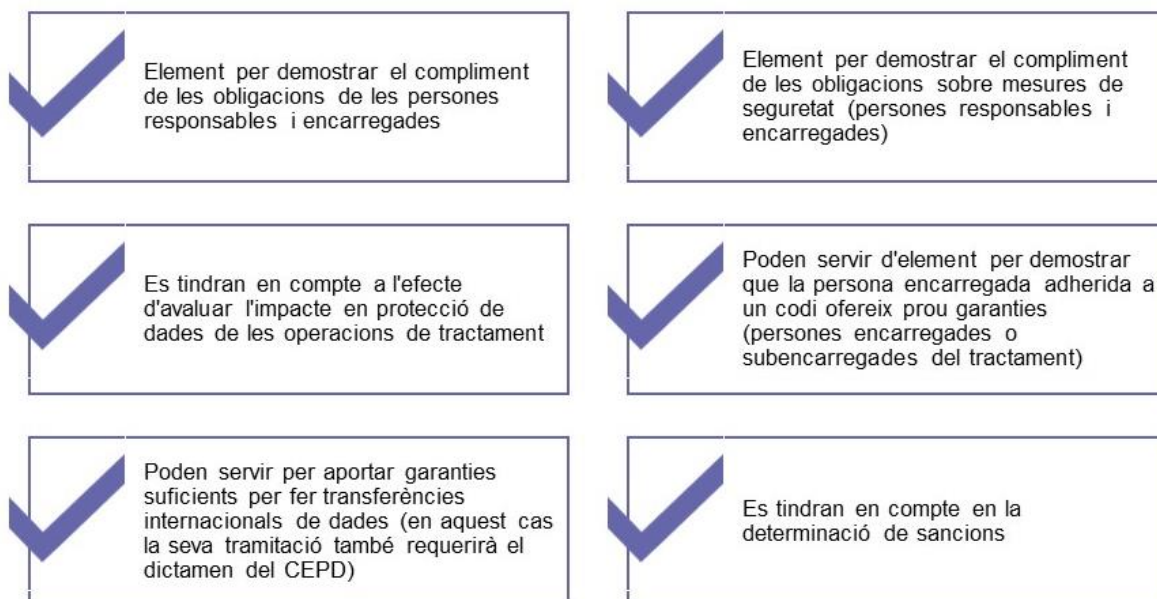 Element per demostrar el compliment
de les obligacions de les persones
responsables i encarregades
Element per demostrar el compliment
de les obligacions sobre mesures de
seguretat (persones responsables i
encarregades)
Es tindran en compte a l'efecte
d'avaluar l'impacte en protecció de
dades de les operacions de tractament
Poden servir d'element per demostrar
que la persona encarregada adherida a
un codi ofereix prou garanties
(persones encarregades o
subencarregades del tractament)
Poden servir per aportar garanties
suficients per fer transferències
internacionals de dades (en aquest cas
la seva tramitació també requerirà el
dictamen del CEPD)
Es tindran en compte en la
determinació de sancions